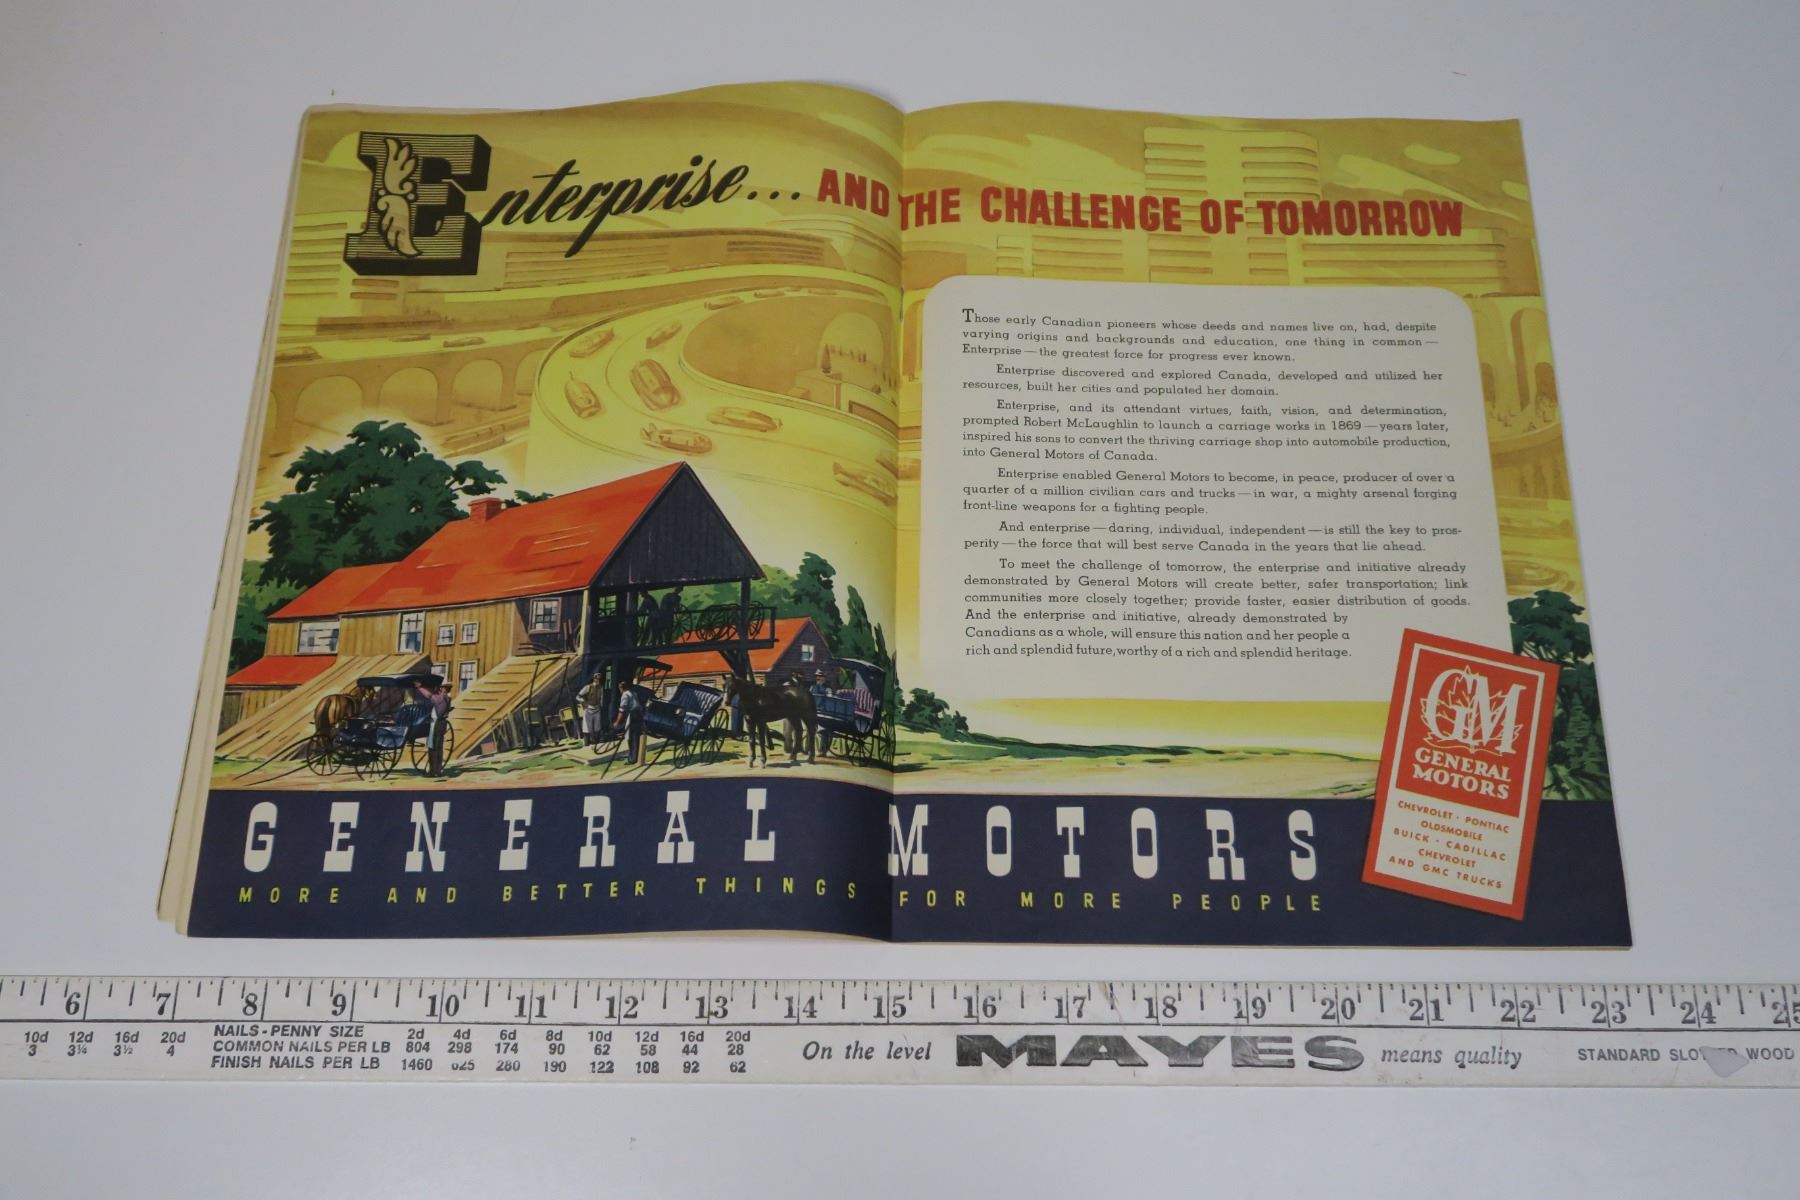 Enterprise... AND THE CHALLENGE OF TOMORROW
Those early Canadian pioneers whose deeds and names live on, had, despite
varying origins and backgrounds and education, one thing in common —
Enterprise — the greatest force for progress ever known.
Enterprise discovered and explored Canada, developed and utilized her
resources, built her cities and populated her domain.
Enterprise, and its attendant virtues, faith, vision, and determination,
prompted Robert McLaughlin to launch a carriage works in 1869 — years later,
inspired his sons to convert the thriving carriage shop into automobile production,
into General Motors of Canada.
Enterprise enabled General Motors to become, in peace, producer of over a
quarter of a million civilian cars and trucks — in war, a mighty arsenal forging
front-line weapons for a fighting people.
And enterprise — daring, individual, independent — is still the key to pros-
perity — the force that will best serve Canada in the years that lie ahead.
To meet the challenge of tomorrow, the enterprise and initiative already
demonstrated by General Motors will create better, safer transportation; link
communities more closely together; provide faster, easier distribution of goods.
And the enterprise and initiative, already demonstrated by
Canadians as a whole, will ensure this nation and her people a
rich and splendid future, worthy of a rich and splendid heritage.
GM
GENERAL
MOTORS
CHEVROLET · PONTIAC
OLDSMOBILE
BUICK · CADILLAC
CHEVROLET
AND GMC TRUCKS
GENERAL MOTORS
MORE AND BETTER THINGS FOR MORE PEOPLE
6 7 8 9 10 11 12 13 14 15 16 17 18 19 20 21 22 23 24 25
10d 12d 16d 20d NAILS - PENNY SIZE 2d 4d 6d 8d 10d 12d 16d 20d
3 3¼ 3½ 4 COMMON NAILS PER LB 804 298 174 90 62 58 44 28
FINISH NAILS PER LB 1460 625 280 190 122 108 92 62
On the level MAYES means quality STANDARD WOOD